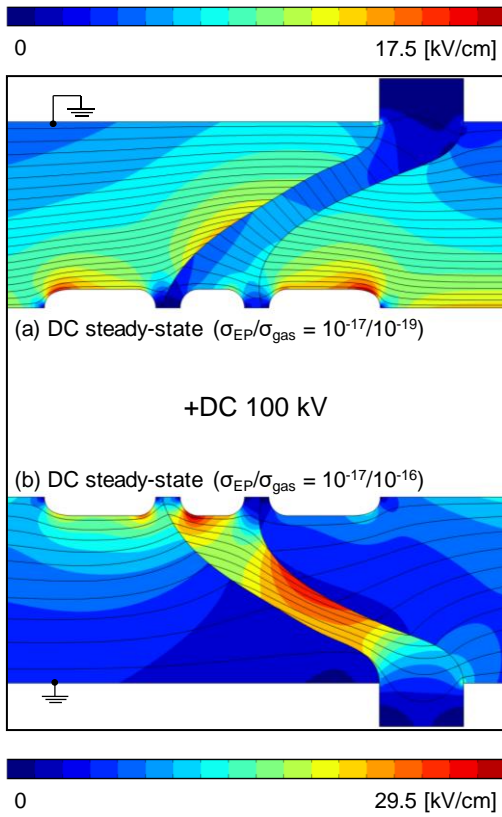 0 17.5 [kV/cm]
(a) DC steady-state (σEP/σgas = 10⁻¹⁷/10⁻¹⁹)
+DC 100 kV
(b) DC steady-state (σEP/σgas = 10⁻¹⁷/10⁻¹⁶)
0 29.5 [kV/cm]